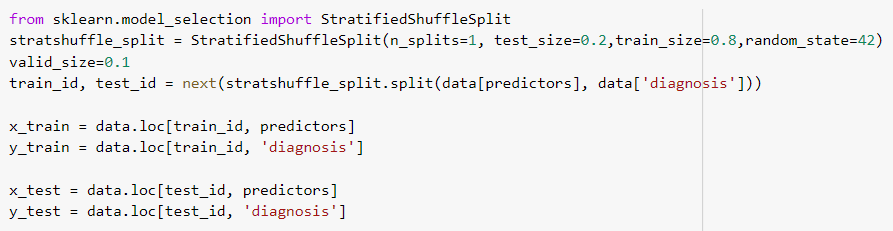 from sklearn.model_selection import StratifiedShuffleSplit
stratshuffle_split = StratifiedShuffleSplit(n_splits=1, test_size=0.2,train_size=0.8,random_state=42)
valid_size=0.1
train_id, test_id = next(stratshuffle_split.split(data[predictors], data['diagnosis']))
x_train = data.loc[train_id, predictors]
y_train = data.loc[train_id, 'diagnosis']
x_test = data.loc[test_id, predictors]
y_test = data.loc[test_id, 'diagnosis']